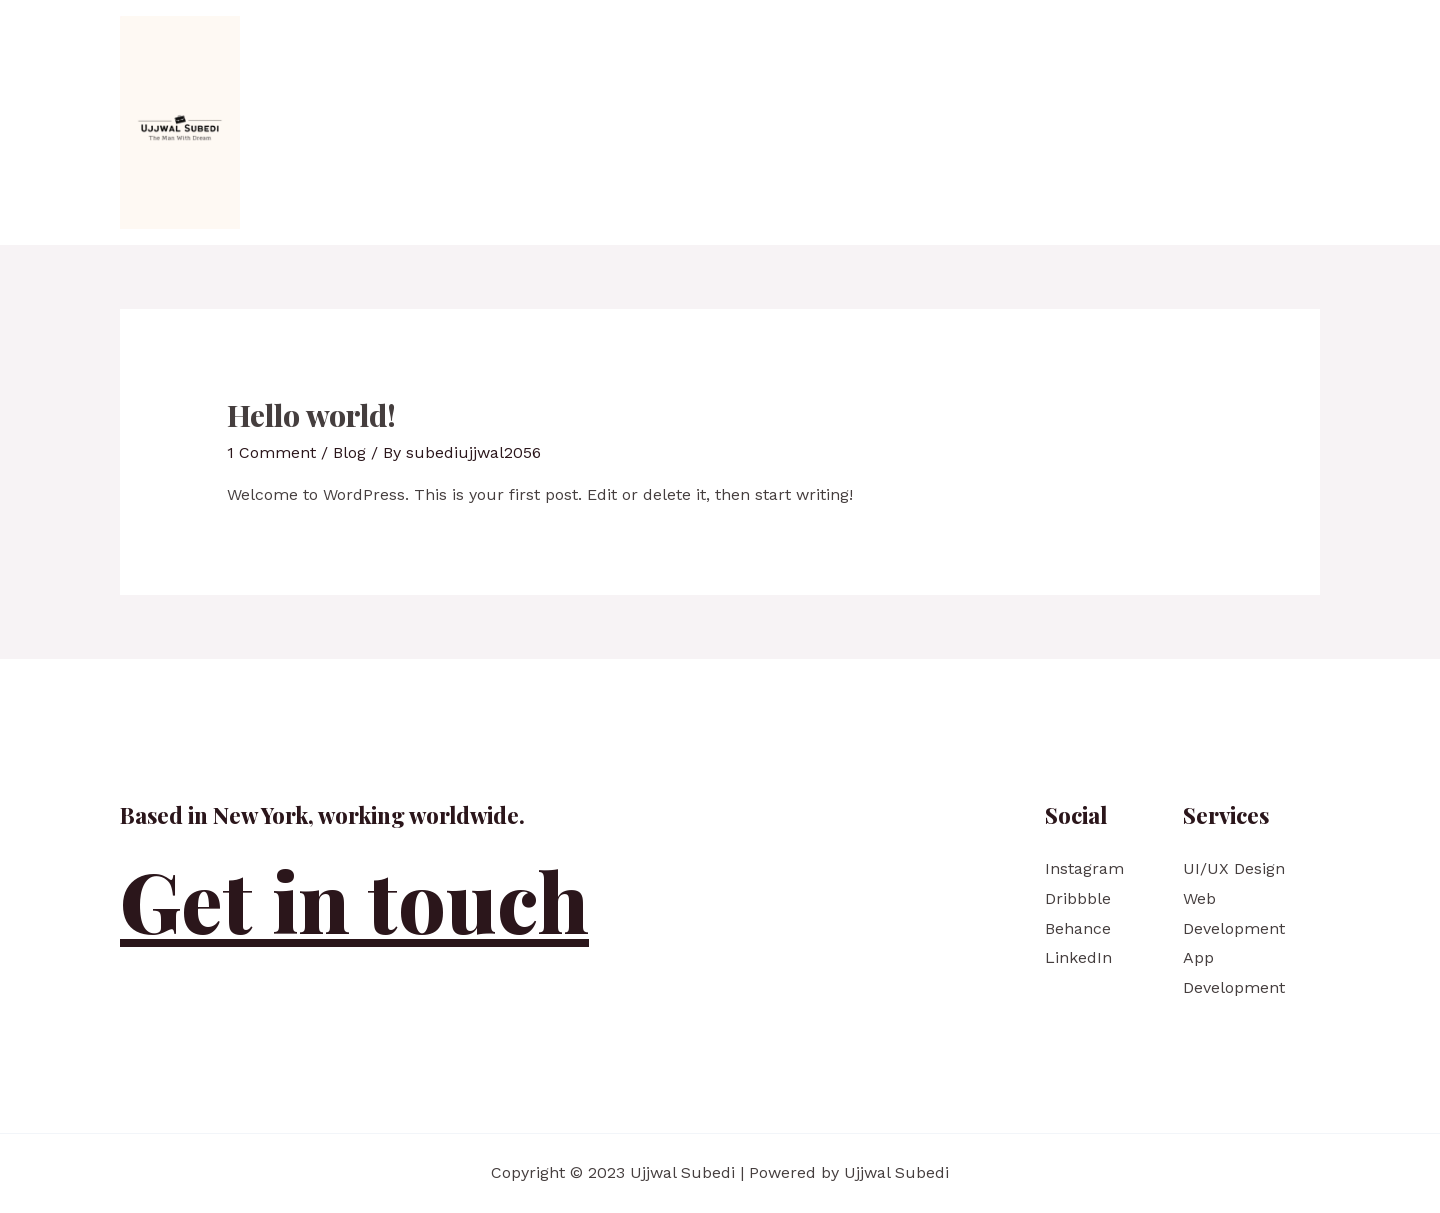 Ujjwal Subedi
The Man With Dream
Hello world!
1 Comment / Blog / By subediujjwal2056
Welcome to WordPress. This is your first post. Edit or delete it, then start writing!
Based in New York, working worldwide.
Get in touch
Social
Instagram
Dribbble
Behance
LinkedIn
Services
UI/UX Design
Web
Development
App
Development
Copyright © 2023 Ujjwal Subedi | Powered by Ujjwal Subedi